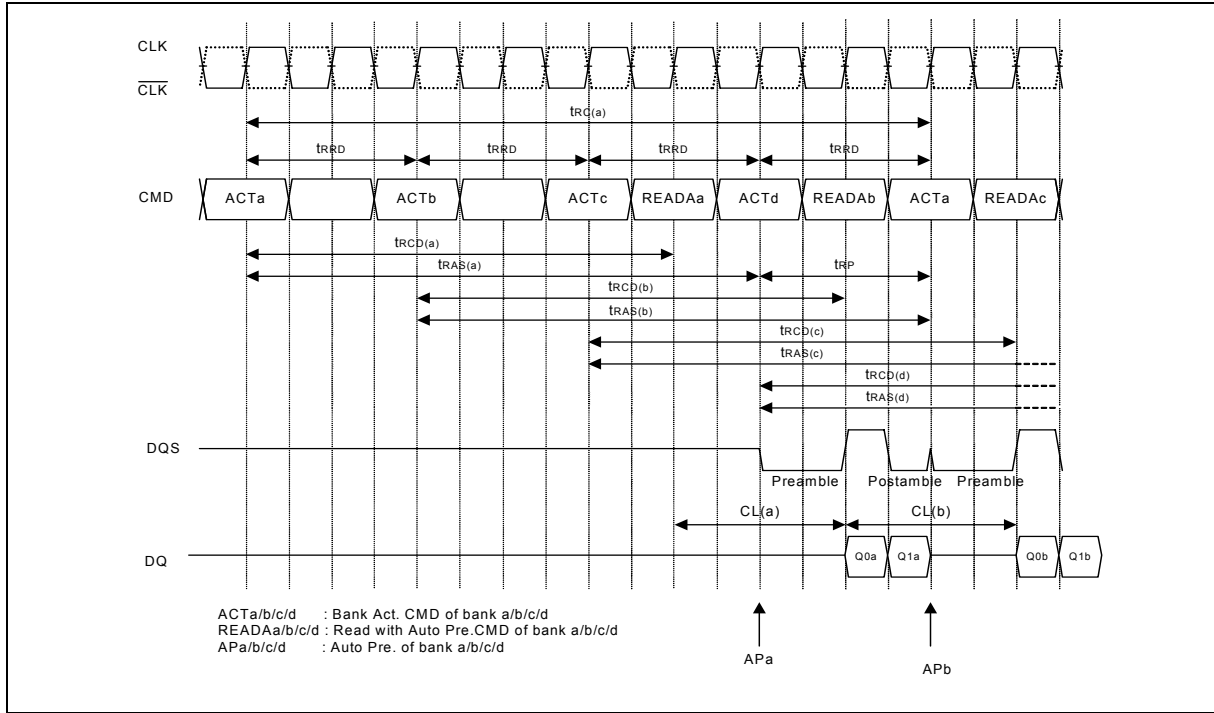 CLK
CLK
tRC(a)
tRRD tRRD tRRD tRRD
CMD ACTa ACTb ACTc READAa ACTd READAb ACTa READAc
tRCD(a)
tRAS(a) tRP
tRCD(b)
tRAS(b)
tRCD(c)
tRAS(c)
tRCD(d)
tRAS(d)
DQS
Preamble Postamble Preamble
CL(a) CL(b)
DQ Q0a Q1a Q0b Q1b
ACTa/b/c/d : Bank Act. CMD of bank a/b/c/d
READAa/b/c/d : Read with Auto Pre.CMD of bank a/b/c/d
APa/b/c/d : Auto Pre. of bank a/b/c/d
APa APb